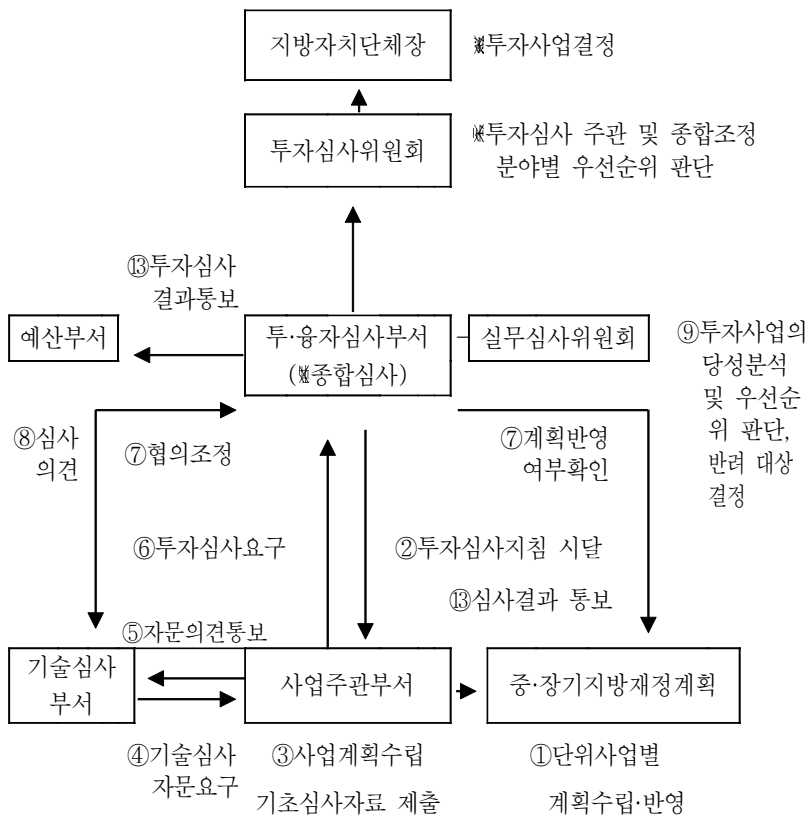 지방자치단체장
※투자사업결정
투자심사위원회
※투자심사 주관 및 종합조정
분야별 우선순위 판단
⑬투자심사
결과통보
예산부서
투·융자심사부서
(※종합심사)
실무심사위원회
⑨투자사업의
당성분석
및 우선순
위 판단,
반려 대상
결정
⑧심사
의견
⑦협의조정
⑦계획반영
여부확인
⑥투자심사요구
②투자심사지침 시달
⑬심사결과 통보
⑤자문의견통보
기술심사
부서
사업주관부서
중·장기지방재정계획
④기술심사
자문요구
③사업계획수립
기초심사자료 제출
①단위사업별
계획수립·반영